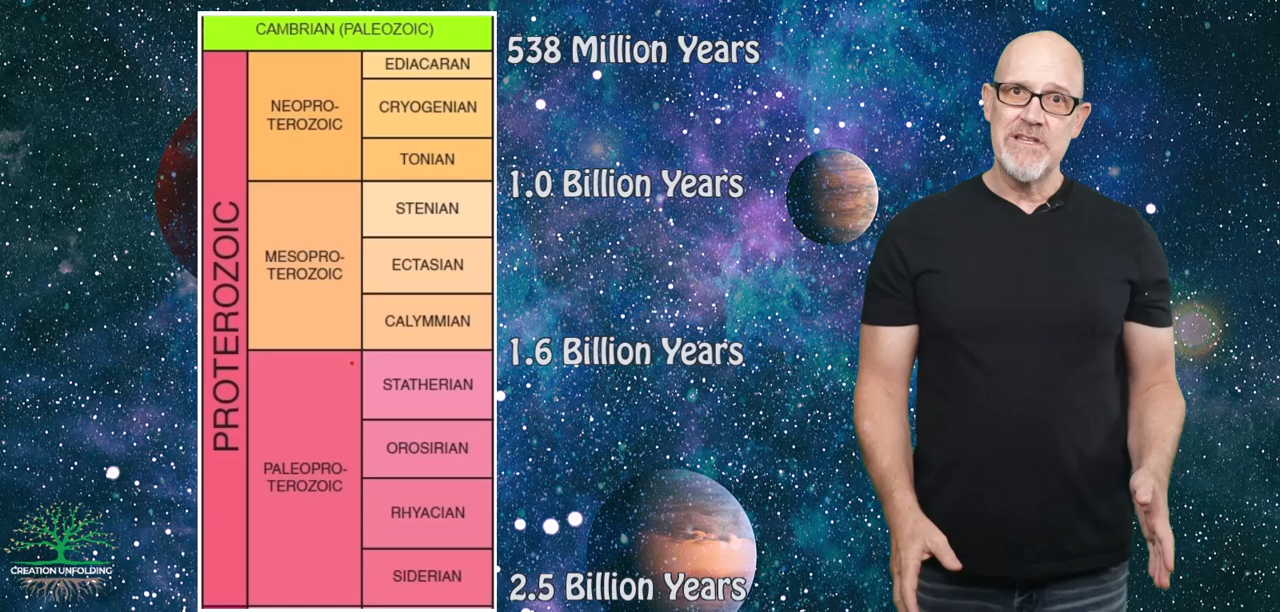 CAMBRIAN (PALEOZOIC)
538 Million Years
PROTEROZOIC
NEOPRO-
TEROZOIC
EDIACARAN
CRYOGENIAN
TONIAN
1.0 Billion Years
MESOPRO-
TEROZOIC
STENIAN
ECTASIAN
CALYMMIAN
1.6 Billion Years
PALEOPRO-
TEROZOIC
STATHERIAN
OROSIRIAN
RHYACIAN
SIDERIAN
2.5 Billion Years
CREATION UNFOLDING